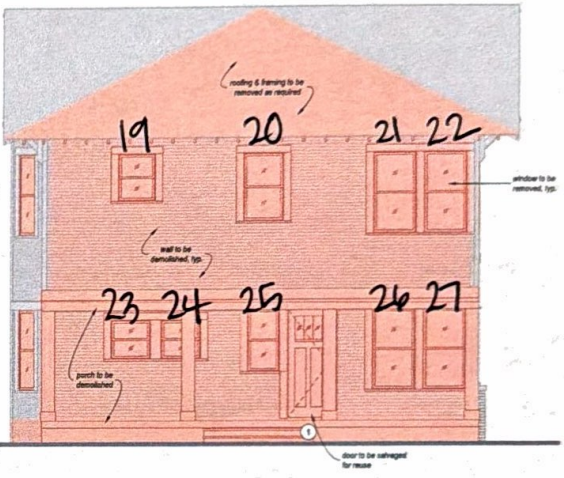 roofing & framing to be
removed as required
19 20 21 22
window to be
removed, typ.
wall to be
demolished, typ.
23 24 25 26 27
porch to be
demolished
1
door to be salvaged
for reuse